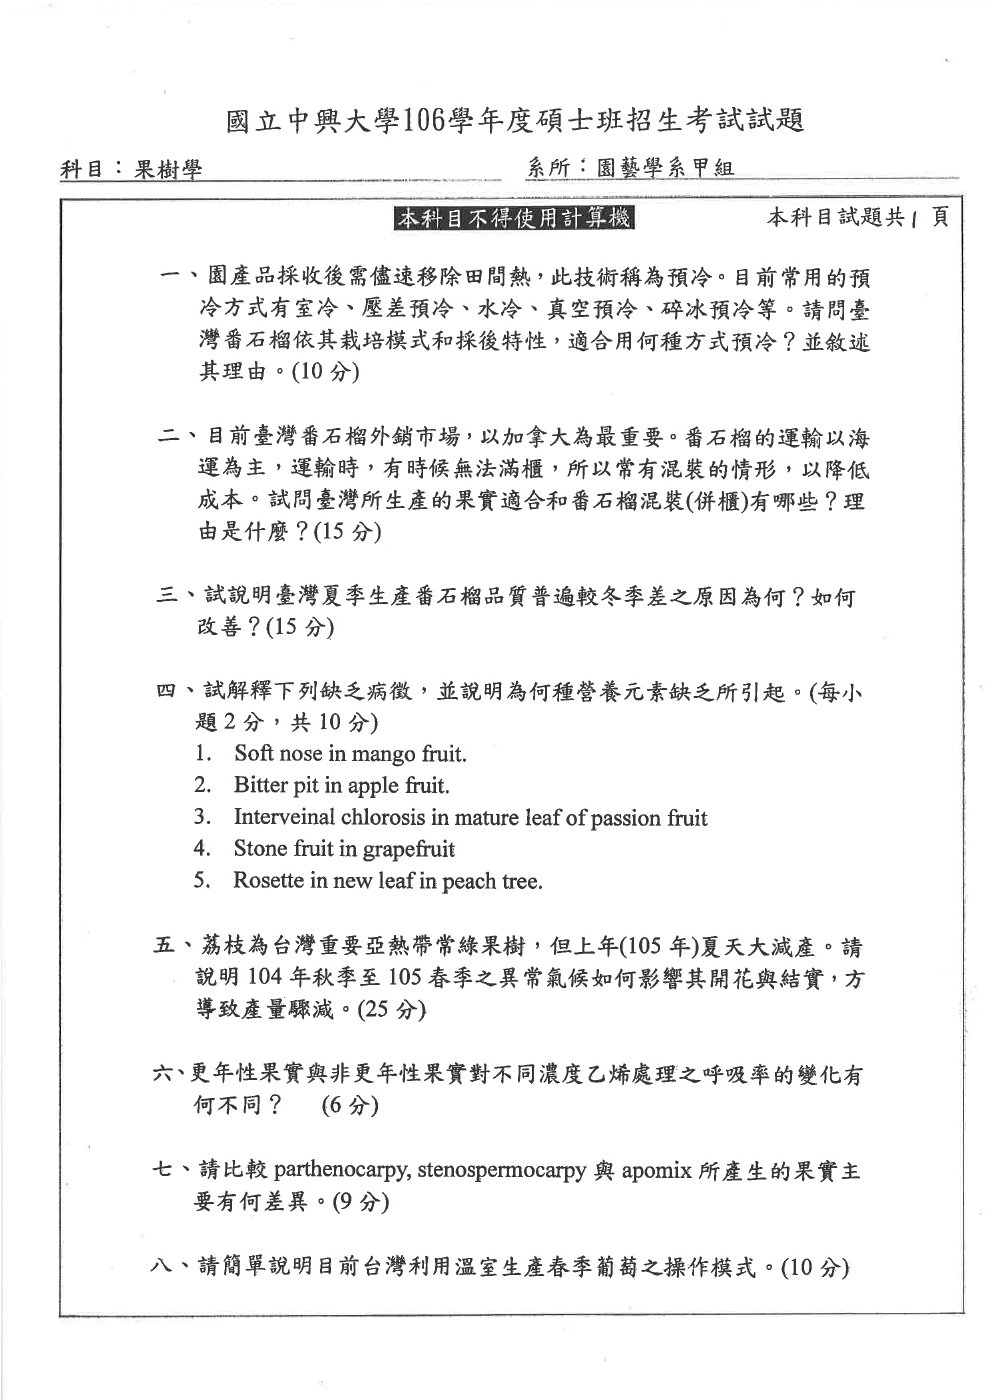 國立中興大學106學年度碩士班招生考試試題
科目：果樹學 系所：園藝學系甲組
本科目不得使用計算機 本科目試題共1頁
一、園產品採收後需儘速移除田間熱，此技術稱為預冷。目前常用的預
冷方式有室冷、壓差預冷、水冷、真空預冷、碎冰預冷等。請問臺
灣番石榴依其栽培模式和採後特性，適合用何種方式預冷？並敘述
其理由。(10 分)
二、目前臺灣番石榴外銷市場，以加拿大為最重要。番石榴的運輸以海
運為主，運輸時，有時候無法滿櫃，所以常有混裝的情形，以降低
成本。試問臺灣所生產的果實適合和番石榴混裝(併櫃)有哪些？理
由是什麼？(15 分)
三、試說明臺灣夏季生產番石榴品質普遍較冬季差之原因為何？如何
改善？(15 分)
四、試解釋下列缺乏病徵，並說明為何種營養元素缺乏所引起。(每小
題 2 分，共 10 分)
1. Soft nose in mango fruit.
2. Bitter pit in apple fruit.
3. Interveinal chlorosis in mature leaf of passion fruit
4. Stone fruit in grapefruit
5. Rosette in new leaf in peach tree.
五、荔枝為台灣重要亞熱帶常綠果樹，但上年(105 年)夏天大減產。請
說明 104 年秋季至 105 春季之異常氣候如何影響其開花與結實，方
導致產量驟減。(25 分)
六、更年性果實與非更年性果實對不同濃度乙烯處理之呼吸率的變化有
何不同？ (6 分)
七、請比較 parthenocarpy, stenospermocarpy 與 apomix 所產生的果實主
要有何差異。(9 分)
八、請簡單說明目前台灣利用溫室生產春季葡萄之操作模式。(10 分)